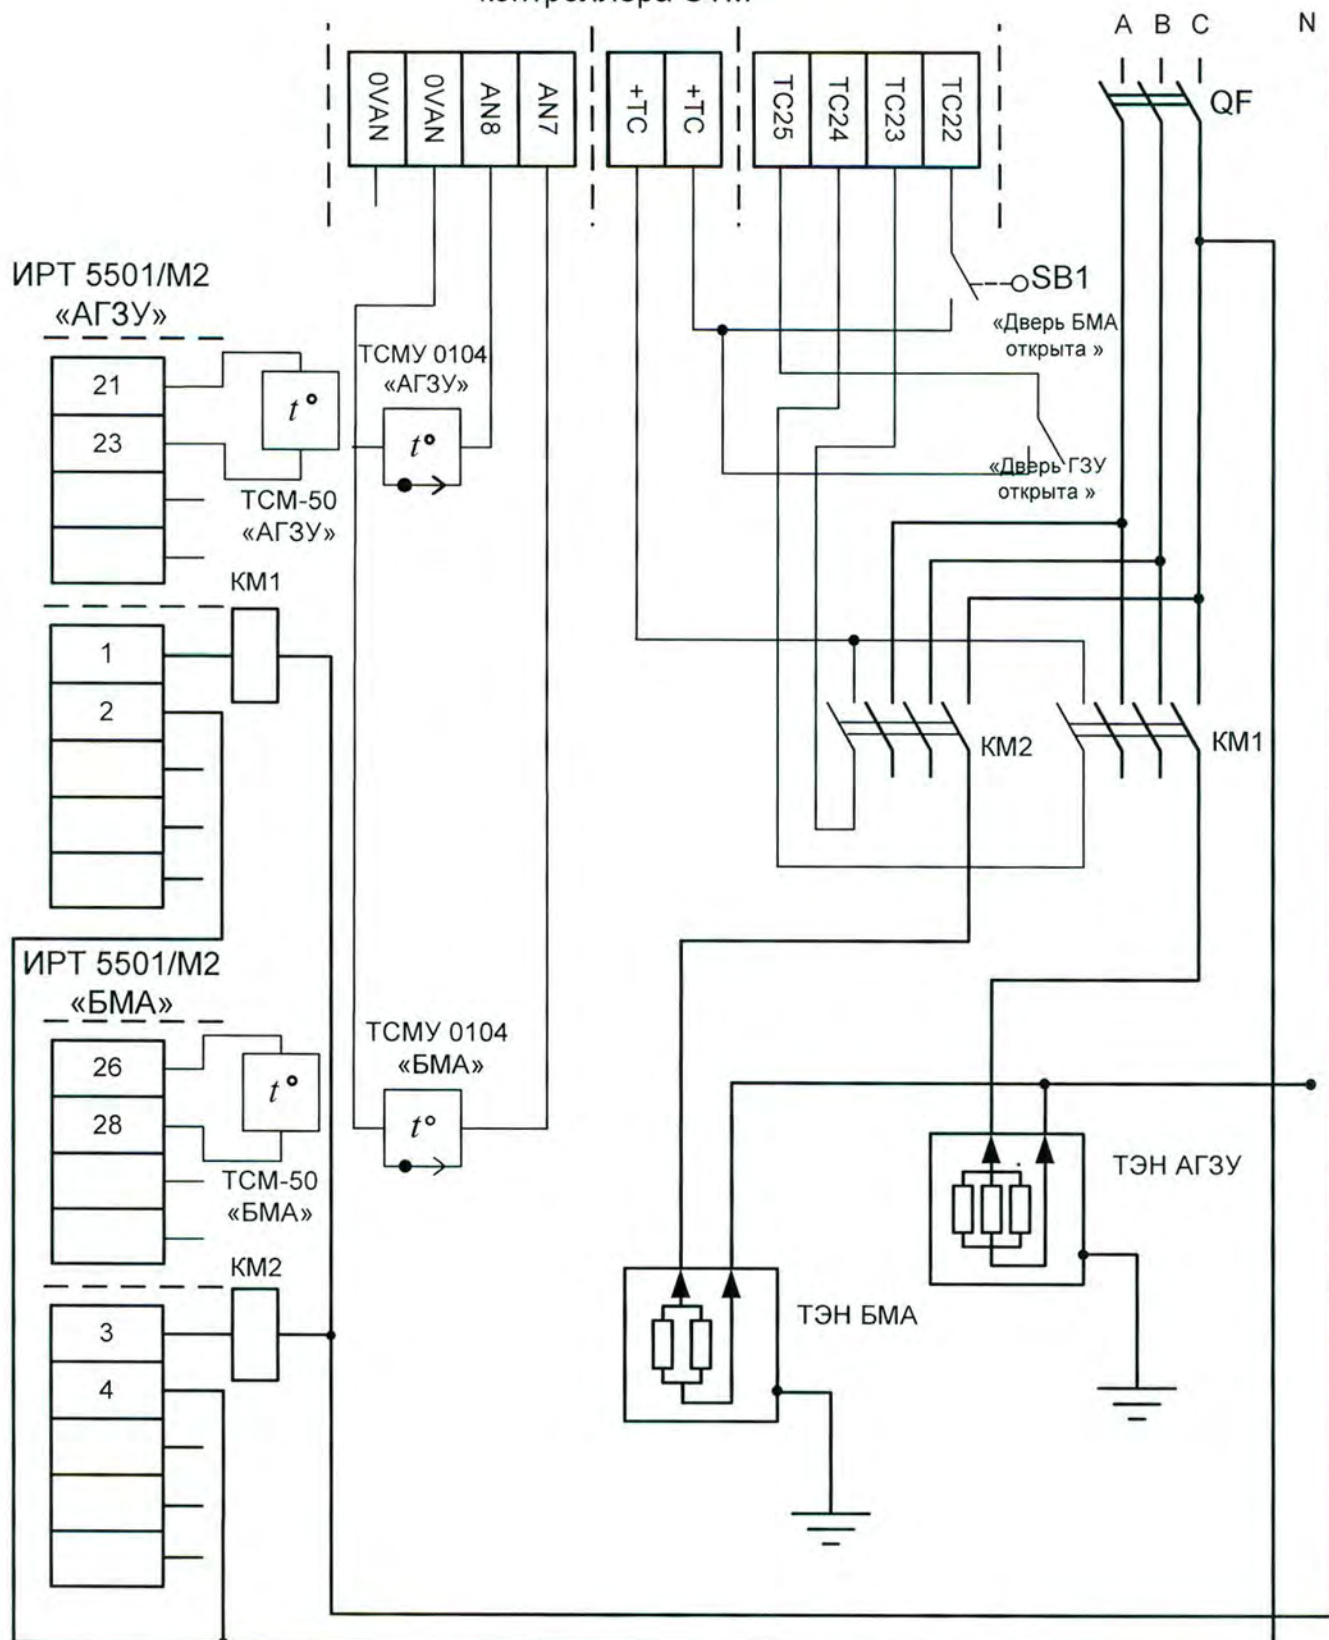 A B C N
0VAN
0VAN
AN8
AN7
+TC
+TC
TC25
TC24
TC23
TC22
QF
ИРТ 5501/М2
«АГЗУ»
SB1
«Дверь БМА
открыта »
ТСМУ 0104
«АГЗУ»
21
t°
23
t°
«Дверь ГЗУ
открыта »
ТСМ-50
«АГЗУ»
КМ1
1
2
КМ2
КМ1
ИРТ 5501/М2
«БМА»
ТСМУ 0104
«БМА»
26
t°
28
t°
ТЭН АГЗУ
ТСМ-50
«БМА»
КМ2
ТЭН БМА
3
4